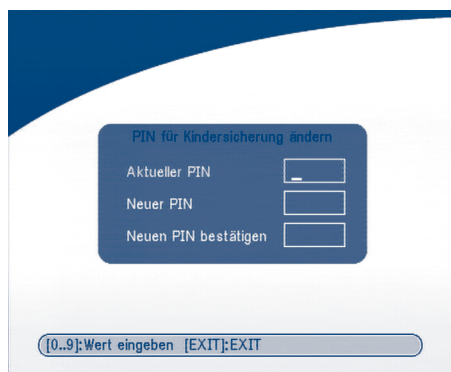 PIN für Kindersicherung ändern
Aktueller PIN
Neuer PIN
Neuen PIN bestätigen
[0..9]:Wert eingeben [EXIT]:EXIT